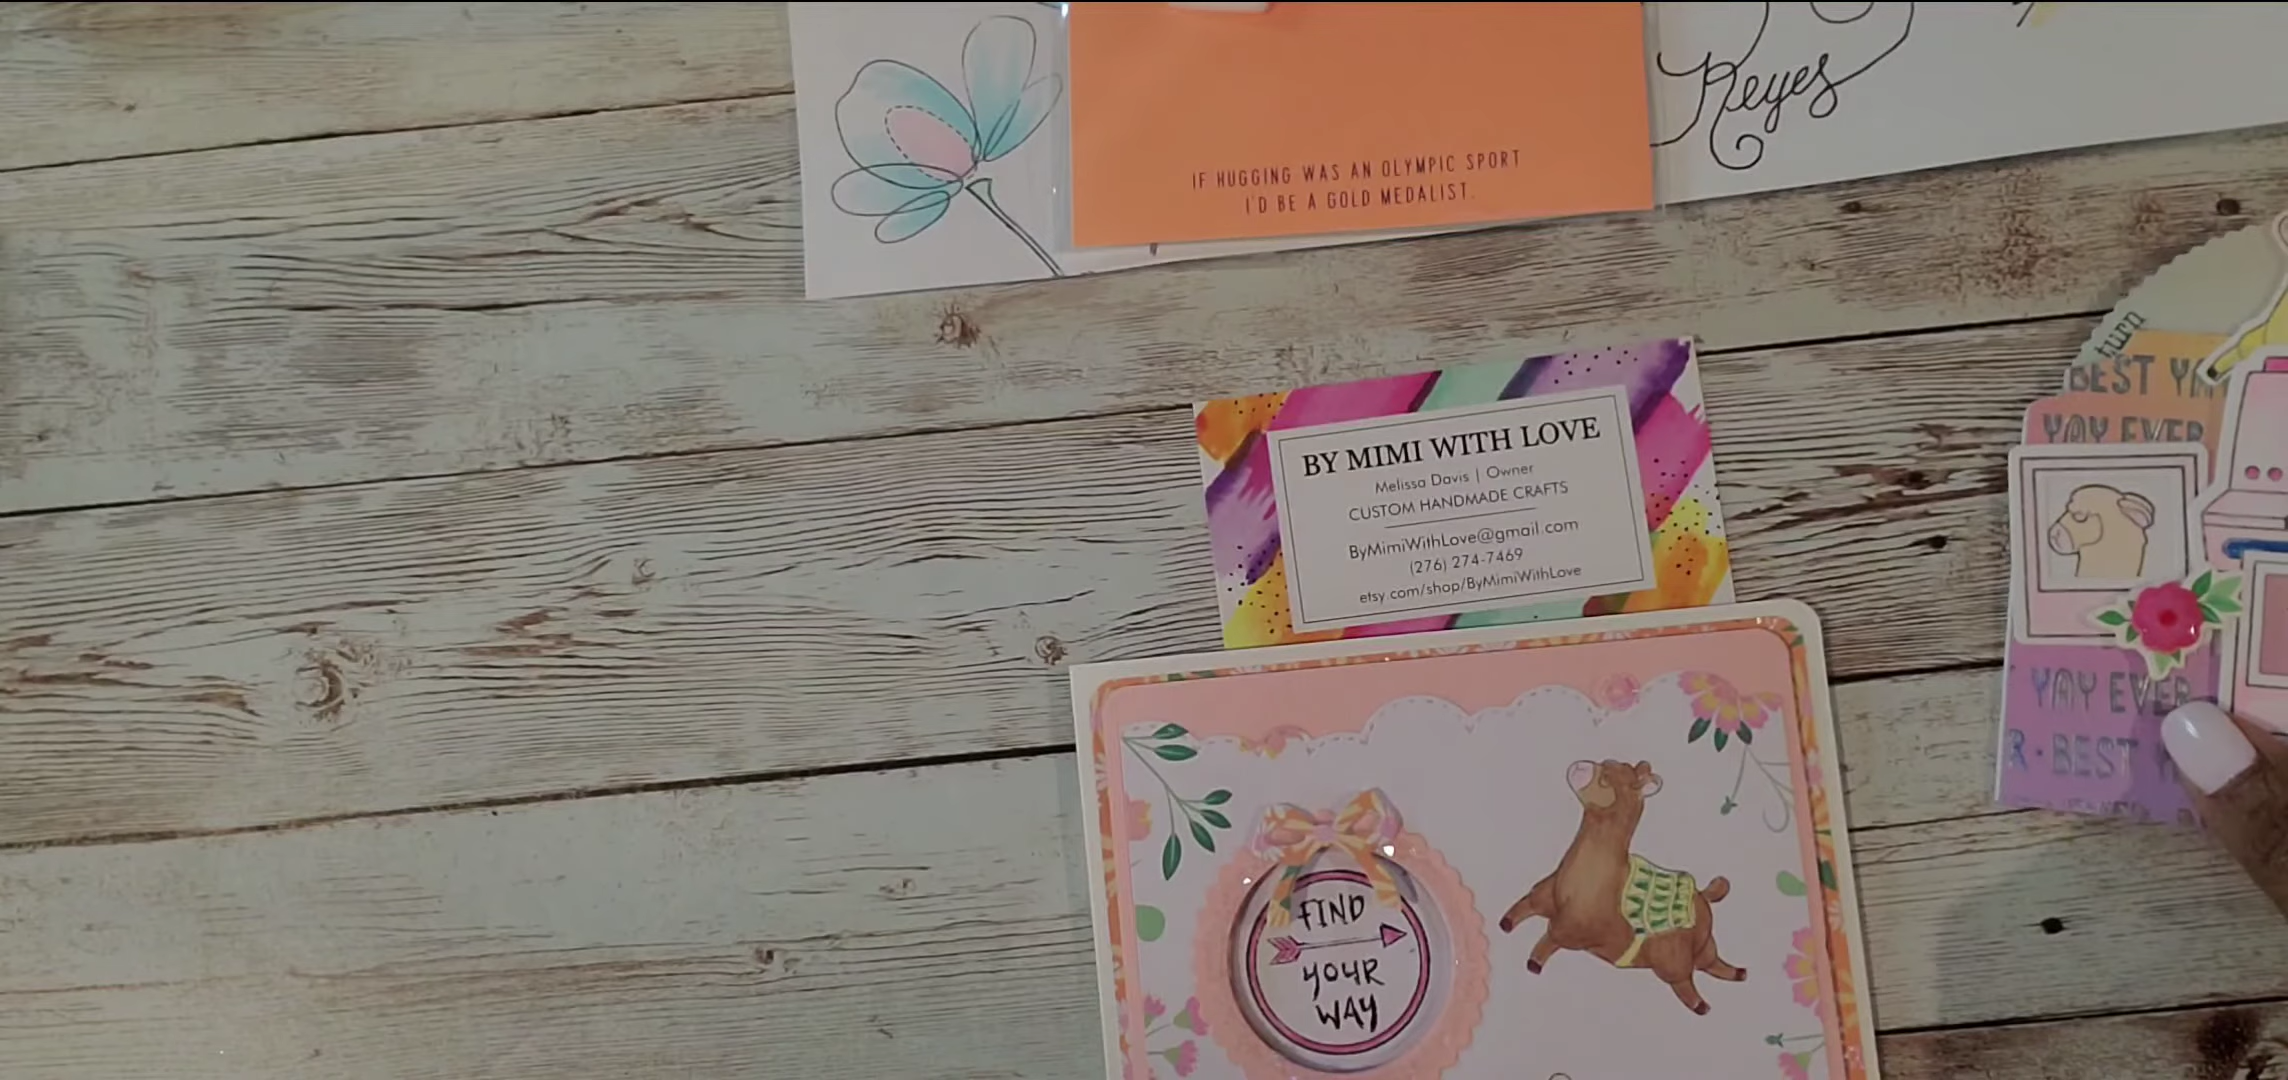 Reyes
IF HUGGING WAS AN OLYMPIC SPORT
I'D BE A GOLD MEDALIST.
BY MIMI WITH LOVE
Melissa Davis | Owner
CUSTOM HANDMADE CRAFTS
ByMimiWithLove@gmail.com
(276) 274-7469
etsy.com/shop/ByMimiWithLove
turn
BEST YA
YAY EVER
YAY EVER
R · BEST
FIND
YOUR
WAY